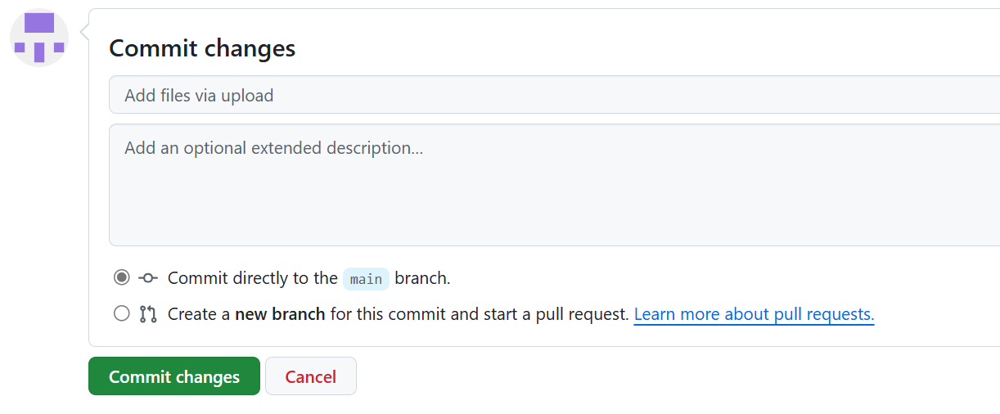 Commit changes
Add files via upload
Add an optional extended description...
Commit directly to the main branch.
Create a new branch for this commit and start a pull request. Learn more about pull requests.
Commit changes Cancel